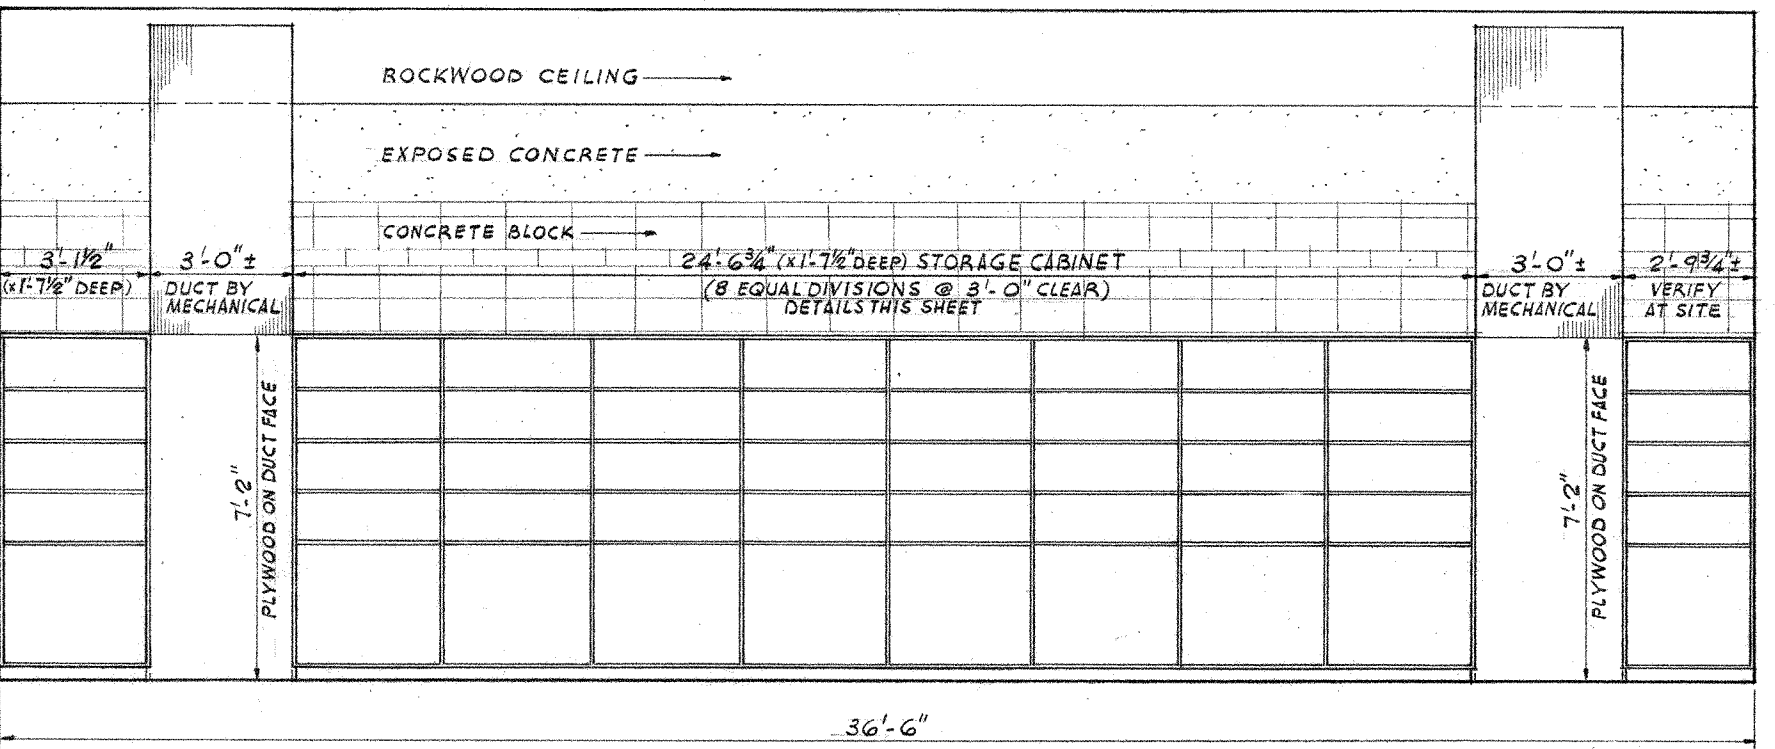 ROCKWOOD CEILING
EXPOSED CONCRETE
CONCRETE BLOCK
3'-1½"
(x1'-7½" DEEP)
3'-0"±
DUCT BY
MECHANICAL
24'-6¾" (x1'-7½" DEEP) STORAGE CABINET
(8 EQUAL DIVISIONS @ 3'-0" CLEAR)
DETAILS THIS SHEET
3'-0"±
DUCT BY
MECHANICAL
2'-9¾"±
VERIFY
AT SITE
7'-2"
PLYWOOD ON DUCT FACE
7'-2"
PLYWOOD ON DUCT FACE
36'-6"